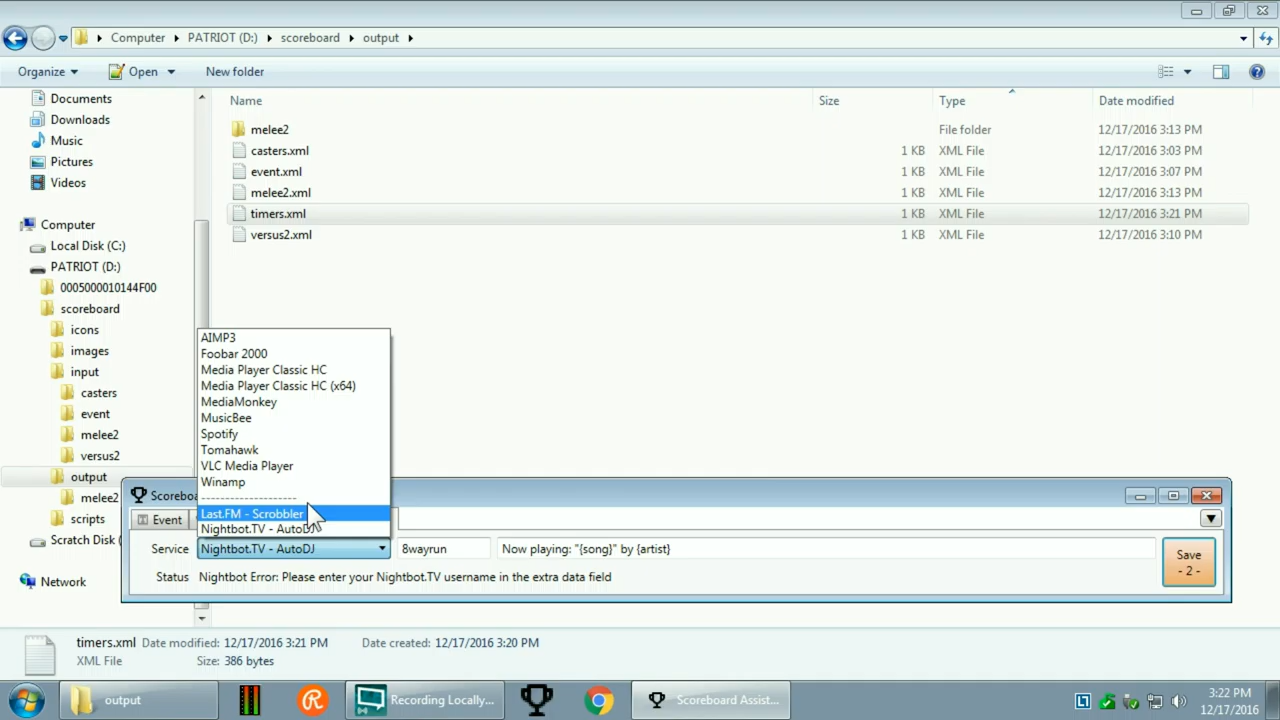 Computer PATRIOT (D:) scoreboard output
Organize Open New folder
Documents
Downloads
Music
Pictures
Videos
Computer
Local Disk (C:)
PATRIOT (D:)
0005000010144F00
scoreboard
icons
images
input
casters
event
melee2
versus2
output
melee2
scripts
Scratch Disk (
Network
Name Size Type Date modified
melee2 File folder 12/17/2016 3:13 PM
casters.xml 1 KB XML File 12/17/2016 3:03 PM
event.xml 1 KB XML File 12/17/2016 3:07 PM
melee2.xml 1 KB XML File 12/17/2016 3:13 PM
timers.xml 1 KB XML File 12/17/2016 3:21 PM
versus2.xml 1 KB XML File 12/17/2016 3:10 PM
AIMP3
Foobar 2000
Media Player Classic HC
Media Player Classic HC (x64)
MediaMonkey
MusicBee
Spotify
Tomahawk
VLC Media Player
Winamp
--------------------
Last.FM - Scrobbler
Nightbot.TV - AutoDJ
Scoreboa
Event
Service Nightbot.TV - AutoDJ 8wayrun Now playing: "{song}" by {artist}
Save
- 2 -
Status Nightbot Error: Please enter your Nightbot.TV username in the extra data field
timers.xml Date modified: 12/17/2016 3:21 PM Date created: 12/17/2016 3:20 PM
XML File Size: 386 bytes
output Recording Locally... Scoreboard Assist...
3:22 PM
12/17/2016